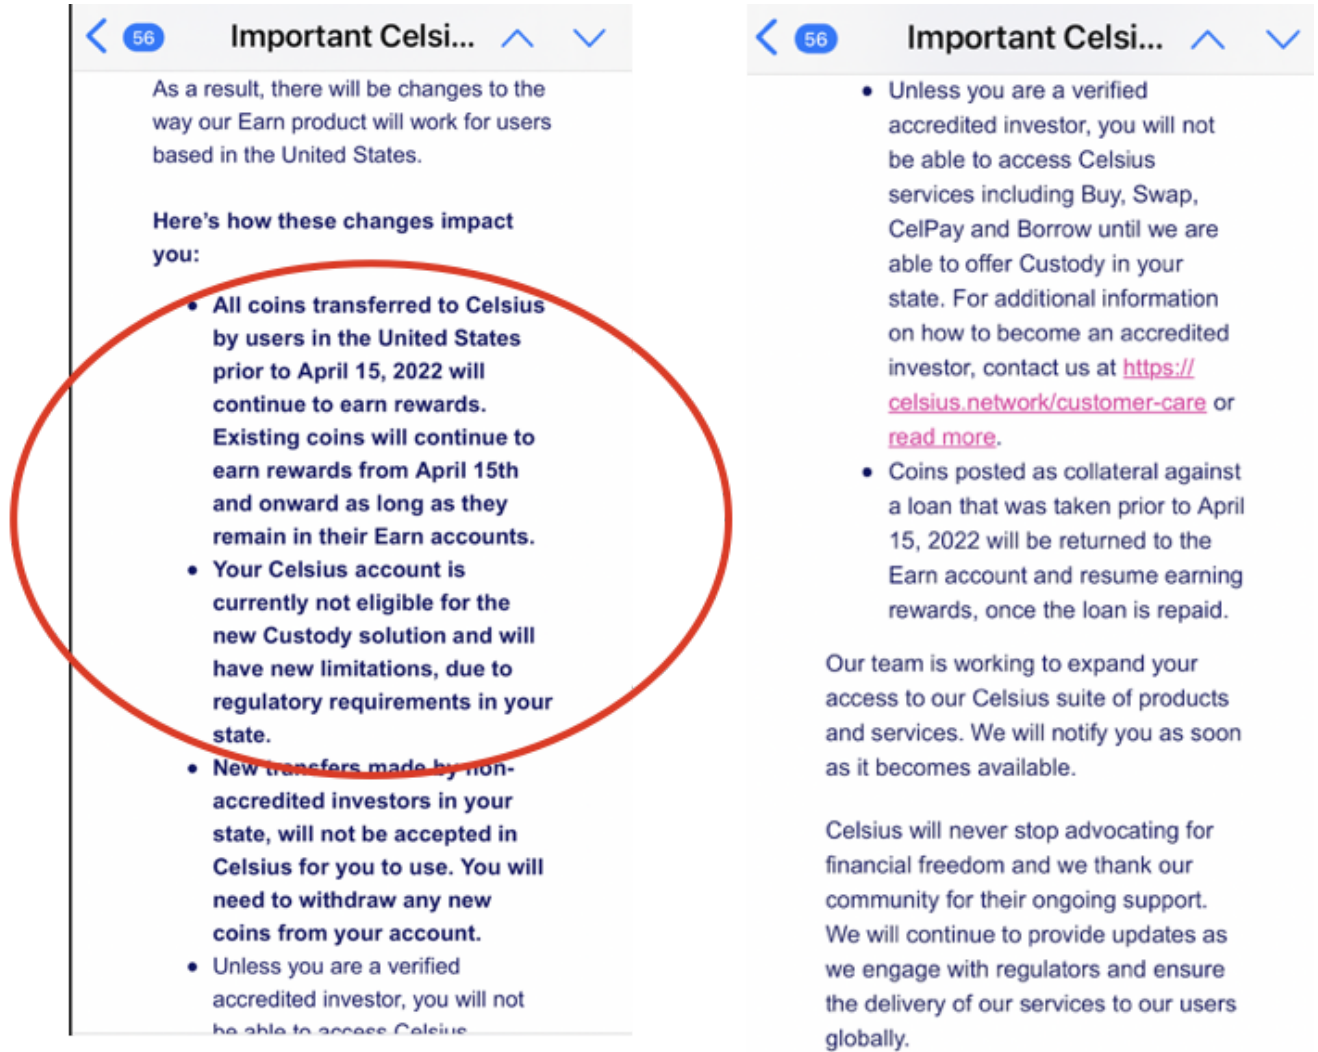 56
Important Celsi...
As a result, there will be changes to the
way our Earn product will work for users
based in the United States.
Here's how these changes impact
you:
• All coins transferred to Celsius
by users in the United States
prior to April 15, 2022 will
continue to earn rewards.
Existing coins will continue to
earn rewards from April 15th
and onward as long as they
remain in their Earn accounts.
• Your Celsius account is
currently not eligible for the
new Custody solution and will
have new limitations, due to
regulatory requirements in your
state.
• New transfers made by non-
accredited investors in your
state, will not be accepted in
Celsius for you to use. You will
need to withdraw any new
coins from your account.
• Unless you are a verified
accredited investor, you will not
be able to access Celsius
56
Important Celsi...
• Unless you are a verified
accredited investor, you will not
be able to access Celsius
services including Buy, Swap,
CelPay and Borrow until we are
able to offer Custody in your
state. For additional information
on how to become an accredited
investor, contact us at https://
celsius.network/customer-care or
read more.
• Coins posted as collateral against
a loan that was taken prior to April
15, 2022 will be returned to the
Earn account and resume earning
rewards, once the loan is repaid.
Our team is working to expand your
access to our Celsius suite of products
and services. We will notify you as soon
as it becomes available.
Celsius will never stop advocating for
financial freedom and we thank our
community for their ongoing support.
We will continue to provide updates as
we engage with regulators and ensure
the delivery of our services to our users
globally.